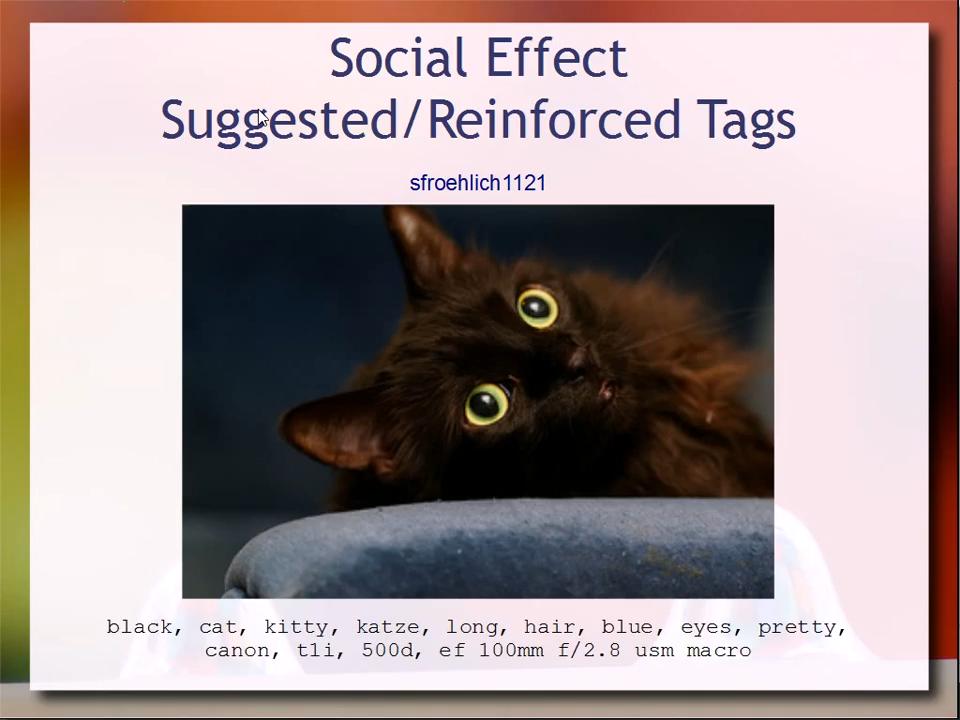 Social Effect
Suggested/Reinforced Tags
sfroehlich1121
black, cat, kitty, katze, long, hair, blue, eyes, pretty,
canon, t1i, 500d, ef 100mm f/2.8 usm macro